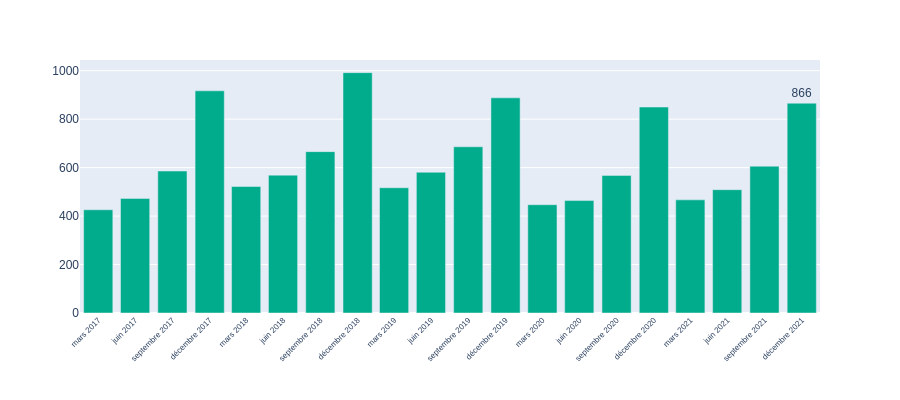 1000
800
600
400
200
0
866
mars 2017
juin 2017
septembre 2017
décembre 2017
mars 2018
juin 2018
septembre 2018
décembre 2018
mars 2019
juin 2019
septembre 2019
décembre 2019
mars 2020
juin 2020
septembre 2020
décembre 2020
mars 2021
juin 2021
septembre 2021
décembre 2021